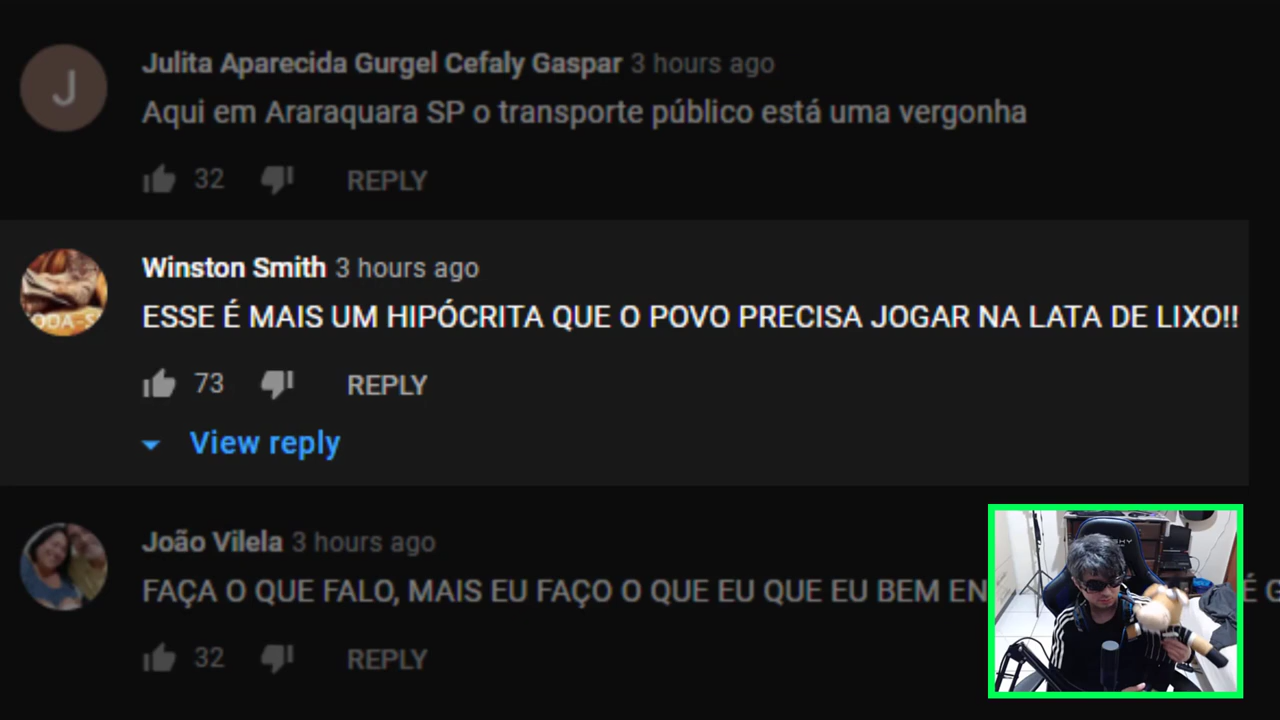 J
Julita Aparecida Gurgel Cefaly Gaspar 3 hours ago
Aqui em Araraquara SP o transporte público está uma vergonha
32 REPLY
Winston Smith 3 hours ago
ESSE É MAIS UM HIPÓCRITA QUE O POVO PRECISA JOGAR NA LATA DE LIXO!!
73 REPLY
View reply
João Vilela 3 hours ago
FAÇA O QUE FALO, MAIS EU FAÇO O QUE EU QUE EU BEM EN É G
32 REPLY